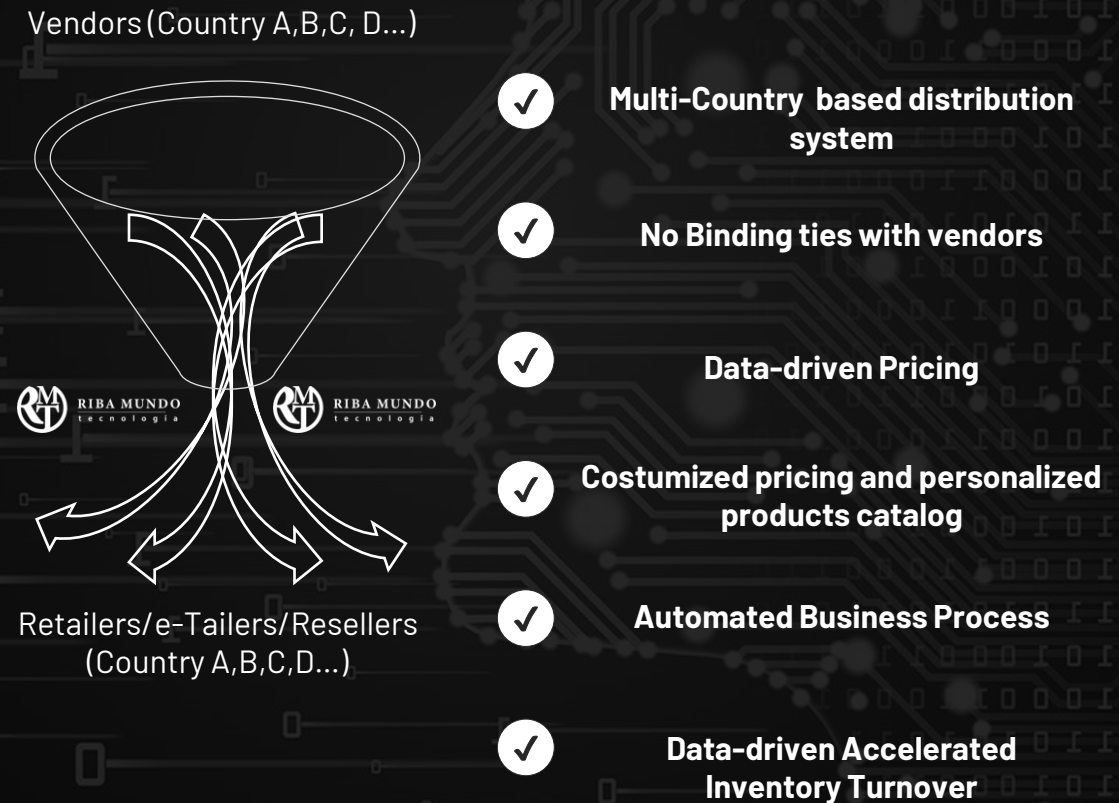 Vendors (Country A,B,C, D...)
RMT RIBA MUNDO
tecnologia
RMT RIBA MUNDO
tecnologia
Retailers/e-Tailers/Resellers
(Country A,B,C,D...)
Multi-Country based distribution
system
No Binding ties with vendors
Data-driven Pricing
Costumized pricing and personalized
products catalog
Automated Business Process
Data-driven Accelerated
Inventory Turnover